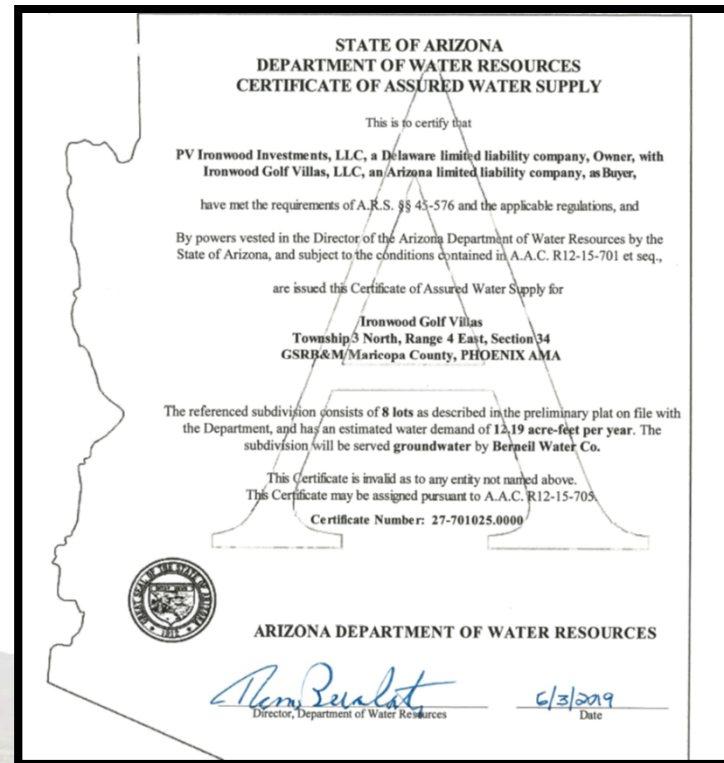 STATE OF ARIZONA
DEPARTMENT OF WATER RESOURCES
CERTIFICATE OF ASSURED WATER SUPPLY
This is to certify that
PV Ironwood Investments, LLC, a Delaware limited liability company, Owner, with
Ironwood Golf Villas, LLC, an Arizona limited liability company, as Buyer,
have met the requirements of A.R.S. §§ 45-576 and the applicable regulations, and
By powers vested in the Director of the Arizona Department of Water Resources by the
State of Arizona, and subject to the conditions contained in A.A.C. R12-15-701 et seq.,
are issued this Certificate of Assured Water Supply for
Ironwood Golf Villas
Township 3 North, Range 4 East, Section 34
GSRB&M Maricopa County, PHOENIX AMA
The referenced subdivision consists of 8 lots as described in the preliminary plat on file with
the Department, and has an estimated water demand of 12.19 acre-feet per year. The
subdivision will be served groundwater by Berneil Water Co.
This Certificate is invalid as to any entity not named above.
This Certificate may be assigned pursuant to A.A.C. R12-15-705.
Certificate Number: 27-701025.0000
GREAT SEAL OF THE STATE OF ARIZONA
1912
ARIZONA DEPARTMENT OF WATER RESOURCES
6/3/2019
Director, Department of Water Resources
Date